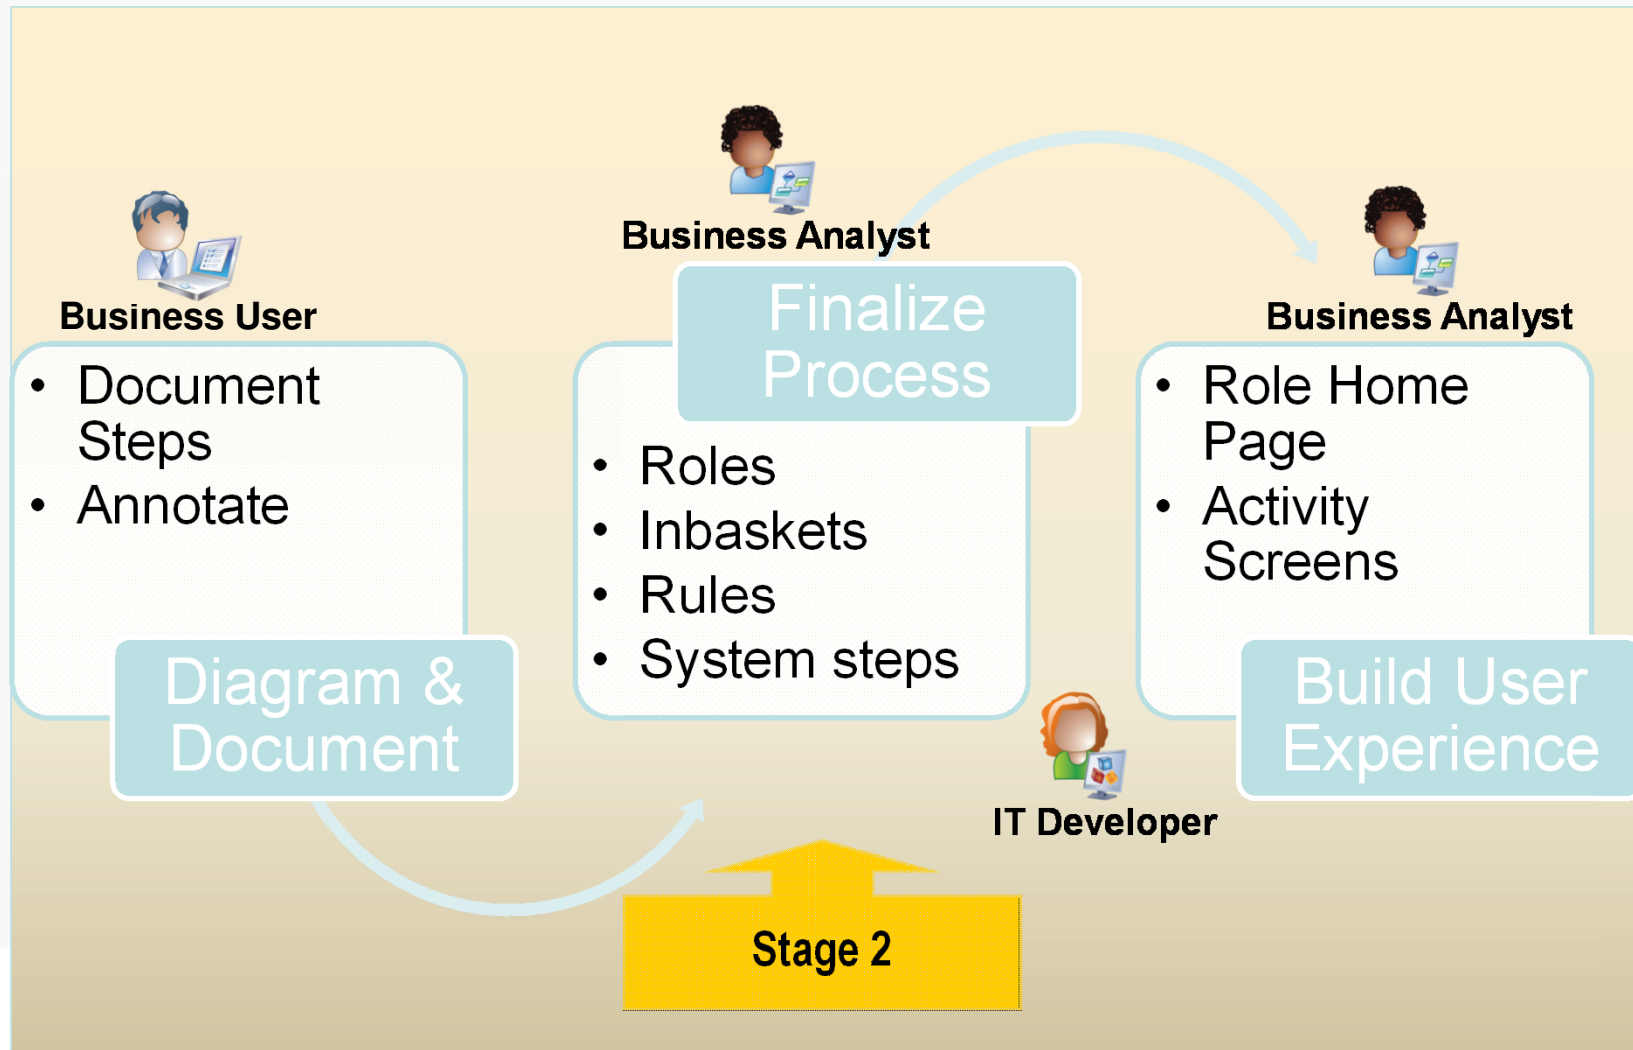 Business User
• Document
Steps
• Annotate
Diagram &
Document
Business Analyst
Finalize
Process
• Roles
• Inbaskets
• Rules
• System steps
IT Developer
Stage 2
Business Analyst
• Role Home
Page
• Activity
Screens
Build User
Experience